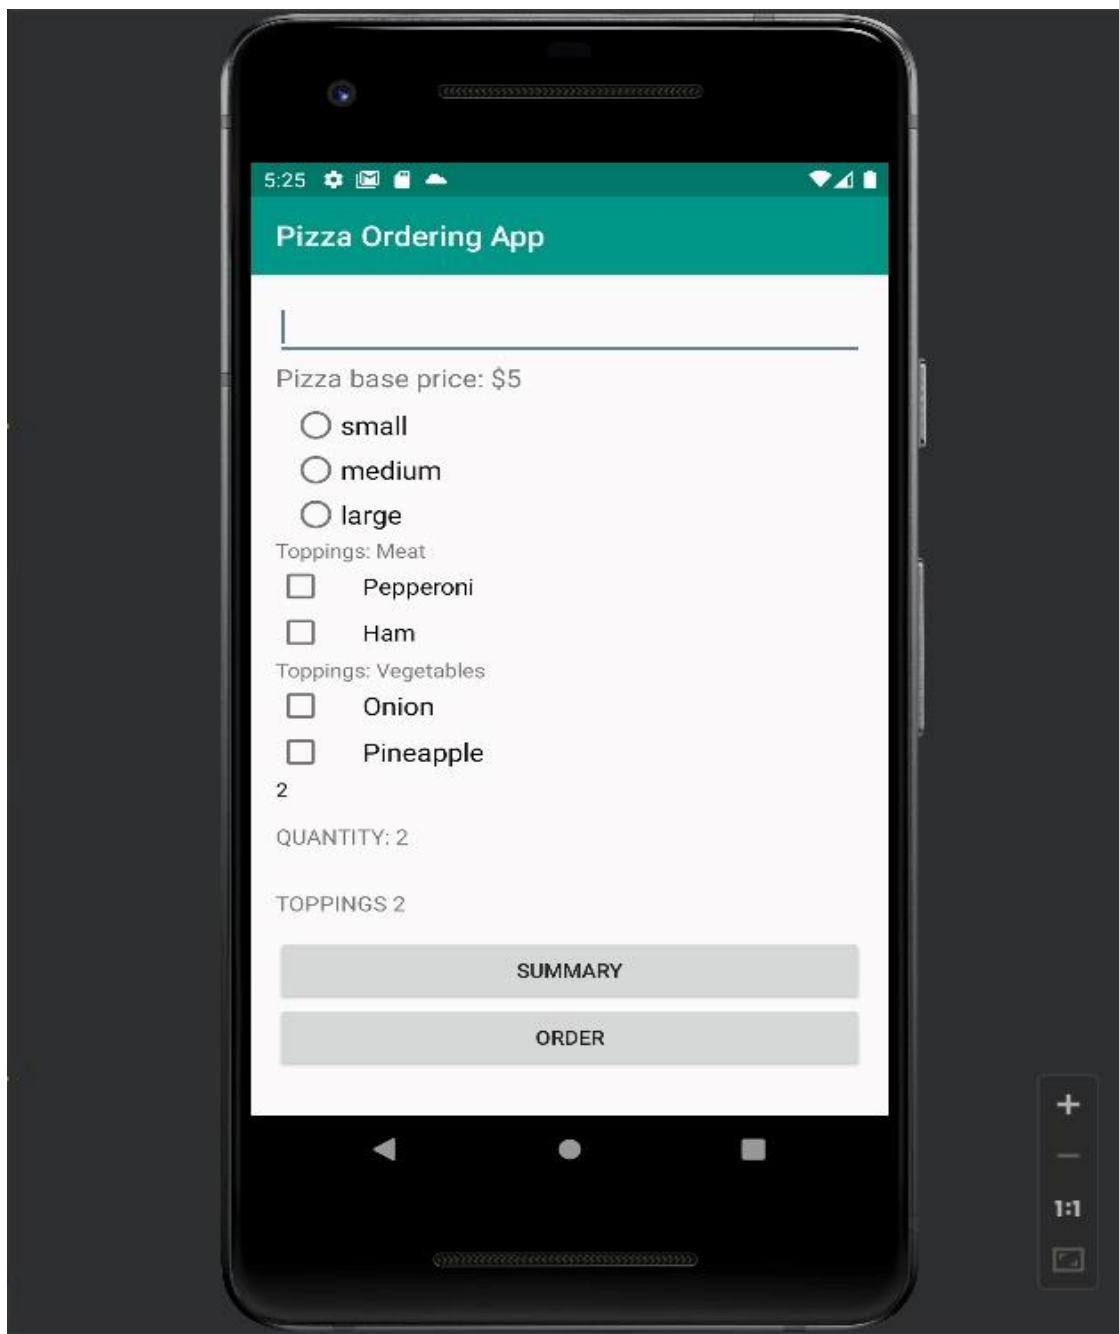 5:25
Pizza Ordering App
Pizza base price: $5
small
medium
large
Toppings: Meat
Pepperoni
Ham
Toppings: Vegetables
Onion
Pineapple
2
QUANTITY: 2
TOPPINGS 2
SUMMARY
ORDER
1:1